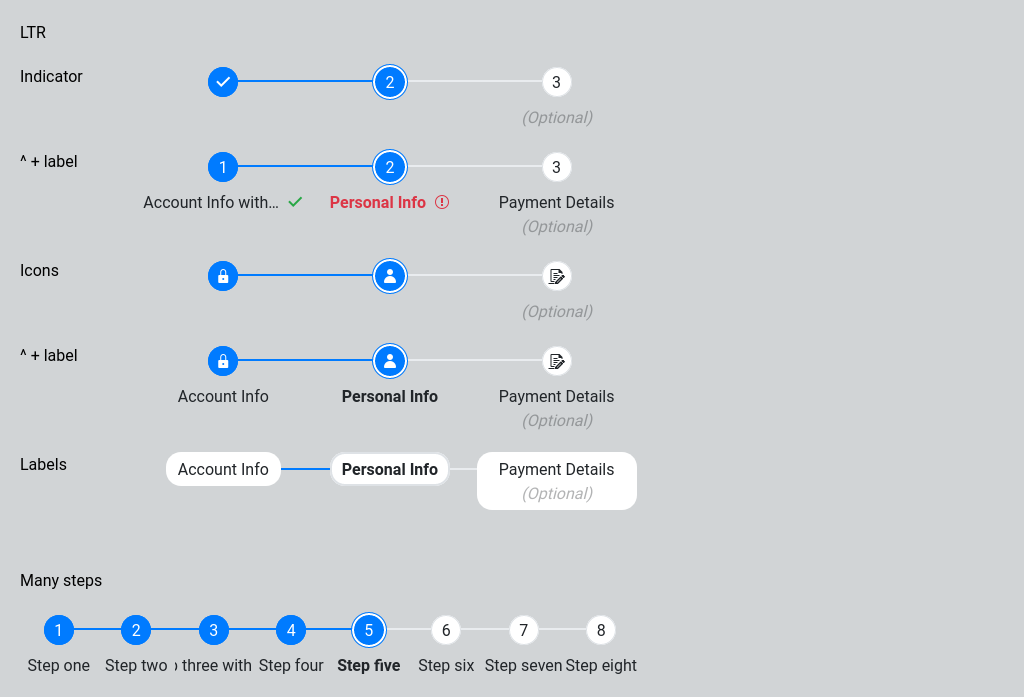 LTR
Indicator
2 3
(Optional)
^ + label
1 2 3
Account Info with... Personal Info Payment Details
(Optional)
Icons
(Optional)
^ + label
Account Info Personal Info Payment Details
(Optional)
Labels
Account Info Personal Info Payment Details
(Optional)
Many steps
1 2 3 4 5 6 7 8
Step one Step two three with Step four Step five Step six Step seven Step eight